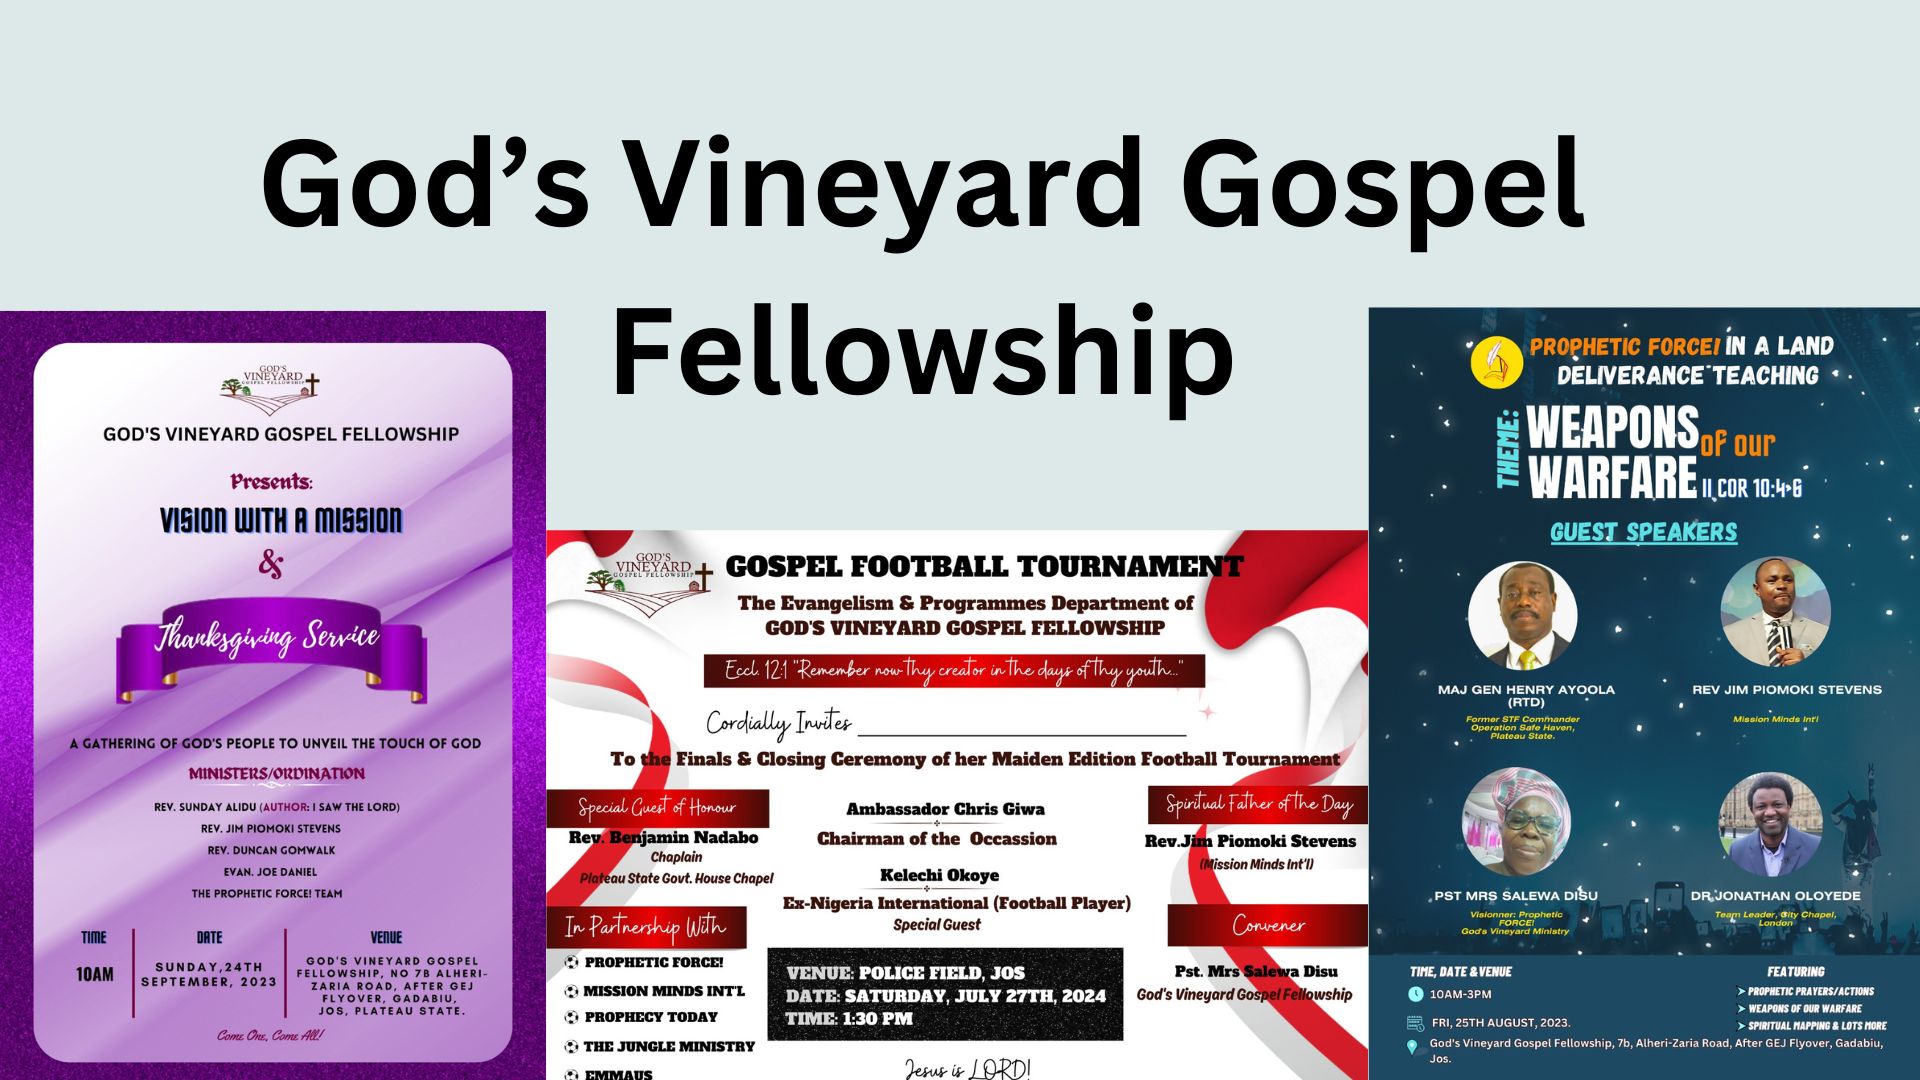 God’s Vineyard Gospel
Fellowship
GOD'S
VINEYARD
GOSPEL FELLOWSHIP
GOD'S VINEYARD GOSPEL FELLOWSHIP
Presents:
VISION WITH A MISSION
&
Thanksgiving Service
A GATHERING OF GOD'S PEOPLE TO UNVEIL THE TOUCH OF GOD
MINISTERS/ORDINATION
REV. SUNDAY ALIDU (AUTHOR: I SAW THE LORD)
REV. JIM PIOMOKI STEVENS
REV. DUNCAN GOMWALK
EVAN. JOE DANIEL
THE PROPHETIC FORCE! TEAM
TIME
10AM
DATE
SUNDAY,24TH
SEPTEMBER, 2023
VENUE
GOD'S VINEYARD GOSPEL
FELLOWSHIP, NO 7B ALHERI-
ZARIA ROAD, AFTER GEJ
FLYOVER, GADABIU,
JOS, PLATEAU STATE.
Come One, Come All!
GOD'S
VINEYARD
GOSPEL FELLOWSHIP
GOSPEL FOOTBALL TOURNAMENT
The Evangelism & Programmes Department of
GOD'S VINEYARD GOSPEL FELLOWSHIP
Eccl. 12:1 "Remember now thy creator in the days of thy youth..."
Cordially Invites
To the Finals & Closing Ceremony of her Maiden Edition Football Tournament
Special Guest of Honour
Rev. Benjamin Nadabo
Chaplain
Plateau State Govt. House Chapel
Ambassador Chris Giwa
Chairman of the Occassion
Kelechi Okoye
Ex-Nigeria International (Football Player)
Special Guest
Spiritual Father of the Day
Rev.Jim Piomoki Stevens
(Mission Minds Int'l)
In Partnership With
PROPHETIC FORCE!
MISSION MINDS INT'L
PROPHECY TODAY
THE JUNGLE MINISTRY
EMMAUS
VENUE: POLICE FIELD, JOS
DATE: SATURDAY, JULY 27TH, 2024
TIME: 1:30 PM
Convener
Pst. Mrs Salewa Disu
God's Vineyard Gospel Fellowship
Jesus is LORD!
PROPHETIC FORCE! IN A LAND
DELIVERANCE TEACHING
THEME:
WEAPONS
of our
WARFARE
II COR 10:4-6
GUEST SPEAKERS
MAJ GEN HENRY AYOOLA
(RTD)
Former STF Commander
Operation Safe Haven,
Plateau State.
REV JIM PIOMOKI STEVENS
Mission Minds Int'l
PST MRS SALEWA DISU
Visionner: Prophetic
FORCE!
God's Vineyard Ministry
DR JONATHAN OLOYEDE
Team Leader, City Chapel,
London
TIME, DATE &VENUE
10AM-3PM
FRI, 25TH AUGUST, 2023.
God's Vineyard Gospel Fellowship, 7b, Alheri-Zaria Road, After GEJ Flyover, Gadabiu,
Jos.
FEATURING
PROPHETIC PRAYERS/ACTIONS
WEAPONS OF OUR WARFARE
SPIRITUAL MAPPING & LOTS MORE